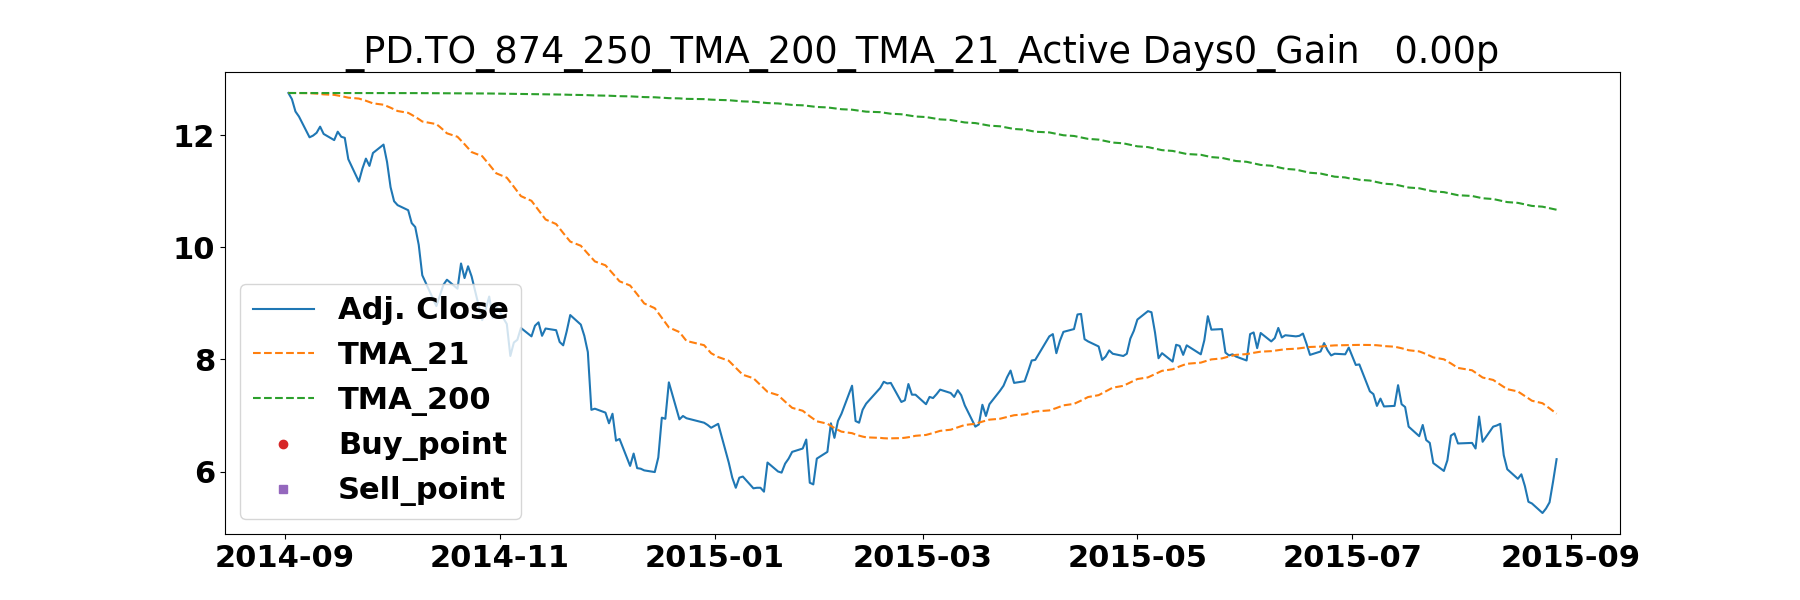 _PD.TO_874_250_TMA_200_TMA_21_Active Days0_Gain   0.00p
12
10
8
6
Adj. Close
TMA_21
TMA_200
Buy_point
Sell_point
2014-09 2014-11 2015-01 2015-03 2015-05 2015-07 2015-09